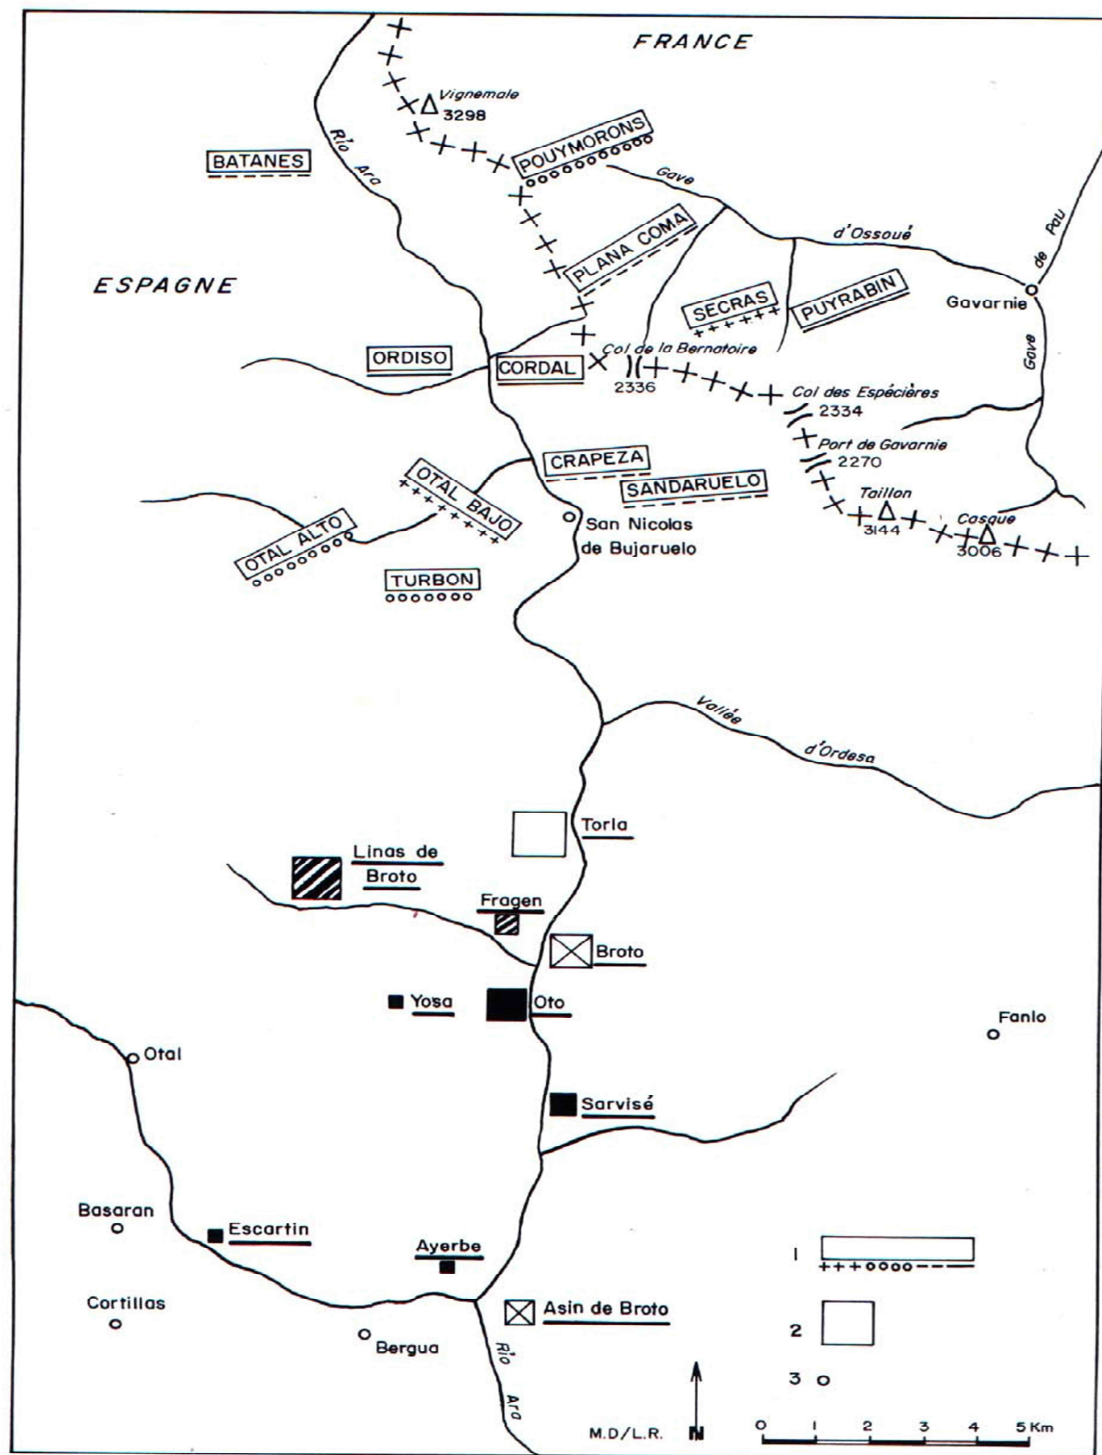 FRANCE
Vignemale
3298
Río Ara
BATANES
POUYMORONS
Gave
d'Ossoué
de Pau
PLANA COMA
ESPAGNE
SECRAS
PUYRABIN
Gavarnie
Gave
ORDISO
CORDAL
Col de la Bernatoire
2336
Col des Espécières
2334
Port de Gavarnie
2270
CRAPEZA
OTAL BAJO
SANDARUELO
Taillon
3144
Casque
3006
San Nicolas
de Bujaruelo
OTAL ALTO
TURBON
Vallée
d'Ordesa
Torla
Linas de
Broto
Fragen
Broto
Yosa
Oto
Fanlo
Otal
Sarvisé
Basaran
Escartin
Ayerbe
1
Cortillas
Asin de Broto
2
Bergua
Río
Ara
3
M.D/L.R.
N
0 1 2 3 4 5 Km